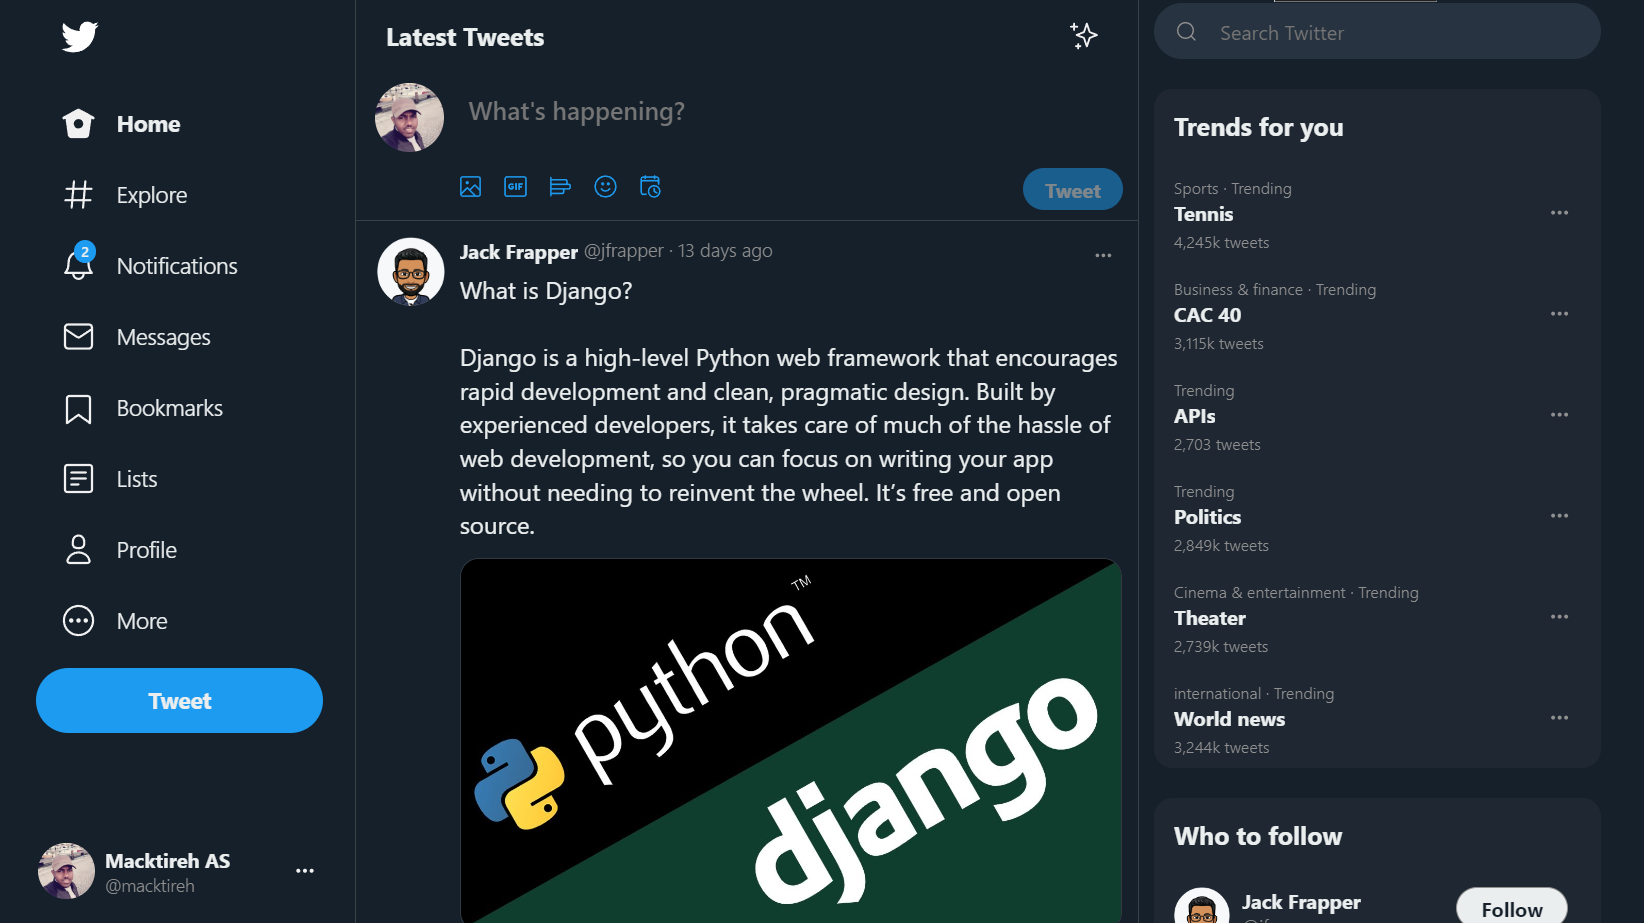 Home
Explore
2
Notifications
Messages
Bookmarks
Lists
Profile
More
Tweet
Macktireh AS
@macktireh
Latest Tweets
What's happening?
GIF
Tweet
Jack Frapper @jfrapper · 13 days ago
What is Django?
Django is a high-level Python web framework that encourages
rapid development and clean, pragmatic design. Built by
experienced developers, it takes care of much of the hassle of
web development, so you can focus on writing your app
without needing to reinvent the wheel. It’s free and open
source.
python™
django
Search Twitter
Trends for you
Sports · Trending
Tennis
4,245k tweets
Business & finance · Trending
CAC 40
3,115k tweets
Trending
APIs
2,703 tweets
Trending
Politics
2,849k tweets
Cinema & entertainment · Trending
Theater
2,739k tweets
international · Trending
World news
3,244k tweets
Who to follow
Jack Frapper
Follow